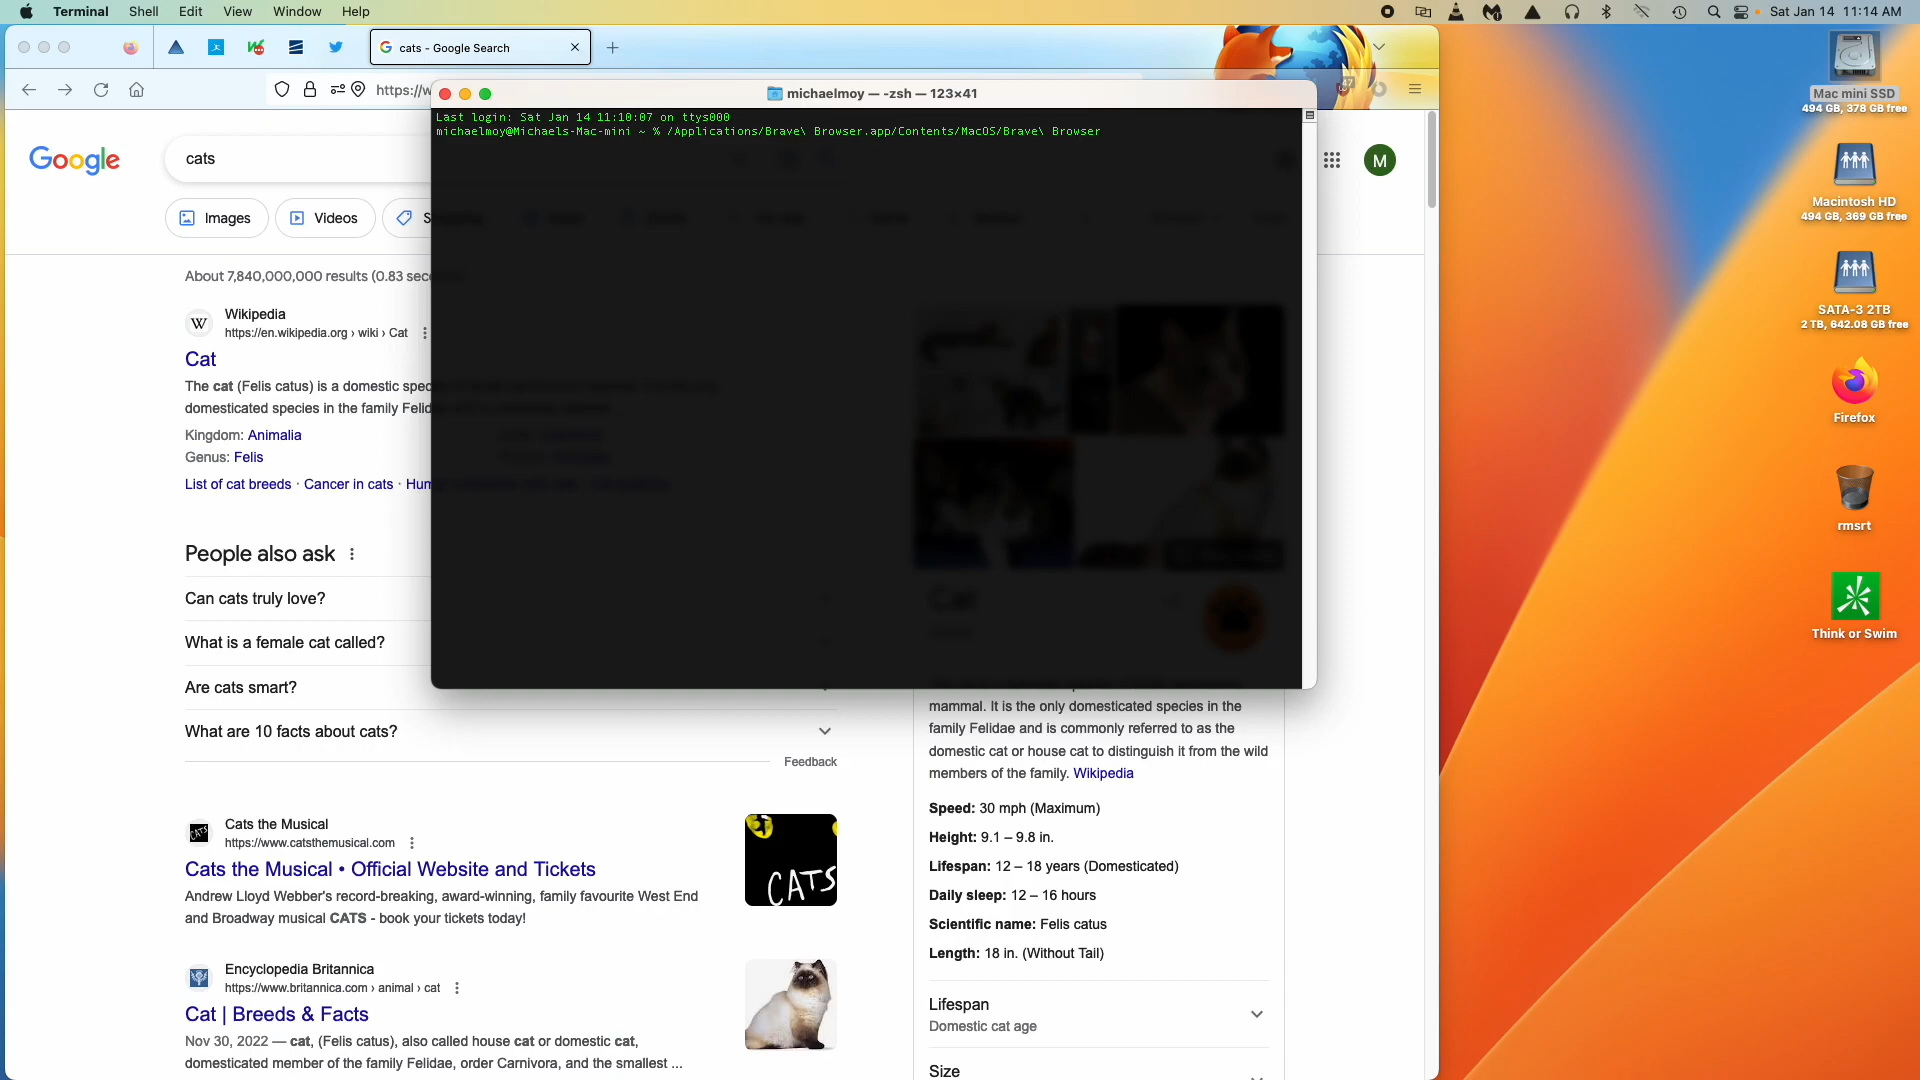 Terminal Shell Edit View Window Help
Sat Jan 14 11:14 AM
cats - Google Search
https://w
47
michaelmoy — -zsh — 123×41
Last login: Sat Jan 14 11:10:07 on ttys000
michaelmoy@Michaels-Mac-mini ~ % /Applications/Brave\ Browser.app/Contents/MacOS/Brave\ Browser
Google
cats
M
Images
Videos
About 7,840,000,000 results (0.83 sec
W
Wikipedia
https://en.wikipedia.org › wiki › Cat
Cat
The cat (Felis catus) is a domestic spec
domesticated species in the family Felid
Kingdom: Animalia
Genus: Felis
List of cat breeds · Cancer in cats · Hum
People also ask
Can cats truly love?
What is a female cat called?
Are cats smart?
What are 10 facts about cats?
Feedback
Cats the Musical
https://www.catsthemusical.com
Cats the Musical • Official Website and Tickets
Andrew Lloyd Webber's record-breaking, award-winning, family favourite West End
and Broadway musical CATS - book your tickets today!
CATS
Encyclopedia Britannica
https://www.britannica.com › animal › cat
Cat | Breeds & Facts
Nov 30, 2022 — cat, (Felis catus), also called house cat or domestic cat,
domesticated member of the family Felidae, order Carnivora, and the smallest ...
Cat
mammal. It is the only domesticated species in the
family Felidae and is commonly referred to as the
domestic cat or house cat to distinguish it from the wild
members of the family. Wikipedia
Speed: 30 mph (Maximum)
Height: 9.1 – 9.8 in.
Lifespan: 12 – 18 years (Domesticated)
Daily sleep: 12 – 16 hours
Scientific name: Felis catus
Length: 18 in. (Without Tail)
Lifespan
Domestic cat age
Size
Mac mini SSD
494 GB, 378 GB free
Macintosh HD
494 GB, 369 GB free
SATA-3 2TB
2 TB, 642.08 GB free
Firefox
rmsrt
Think or Swim